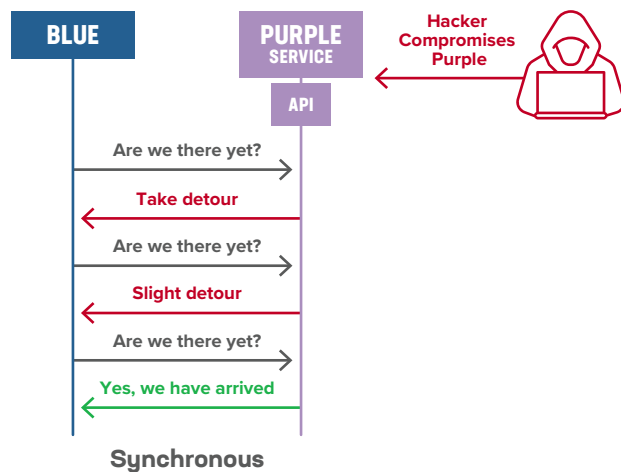 BLUE
PURPLE
SERVICE
API
Hacker
Compromises
Purple
Are we there yet?
Take detour
Are we there yet?
Slight detour
Are we there yet?
Yes, we have arrived
Synchronous